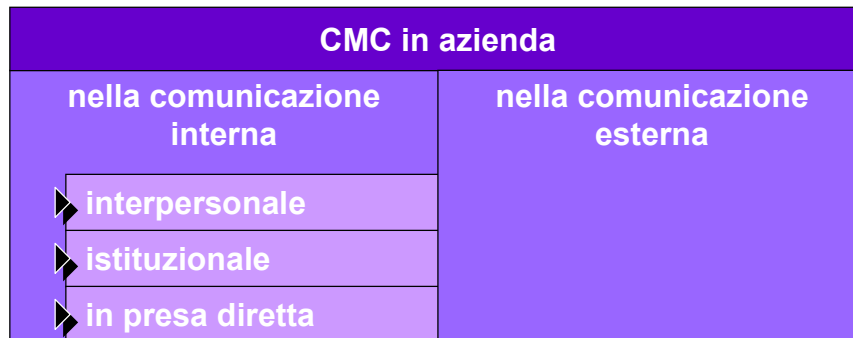 CMC in azienda
nella comunicazione
interna
nella comunicazione
esterna
interpersonale
istituzionale
in presa diretta